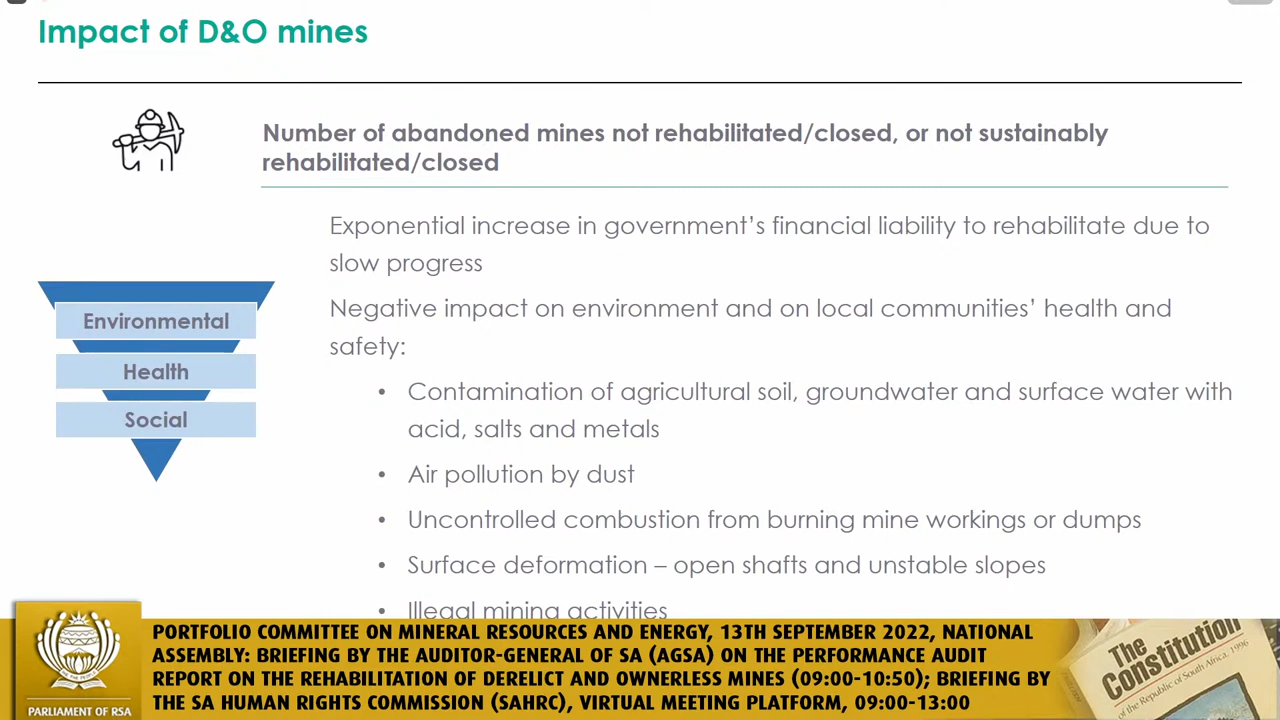 Impact of D&O mines
Number of abandoned mines not rehabilitated/closed, or not sustainably
rehabilitated/closed
Exponential increase in government’s financial liability to rehabilitate due to
slow progress
Negative impact on environment and on local communities’ health and
safety:
• Contamination of agricultural soil, groundwater and surface water with
acid, salts and metals
• Air pollution by dust
• Uncontrolled combustion from burning mine workings or dumps
• Surface deformation – open shafts and unstable slopes
• Illegal mining activities
Environmental
Health
Social
PORTFOLIO COMMITTEE ON MINERAL RESOURCES AND ENERGY, 13TH SEPTEMBER 2022, NATIONAL
ASSEMBLY: BRIEFING BY THE AUDITOR-GENERAL OF SA (AGSA) ON THE PERFORMANCE AUDIT
REPORT ON THE REHABILITATION OF DERELICT AND OWNERLESS MINES (09:00-10:50); BRIEFING BY
THE SA HUMAN RIGHTS COMMISSION (SAHRC), VIRTUAL MEETING PLATFORM, 09:00-13:00
PARLIAMENT OF RSA
The
Constitution
of the Republic of South Africa, 1996